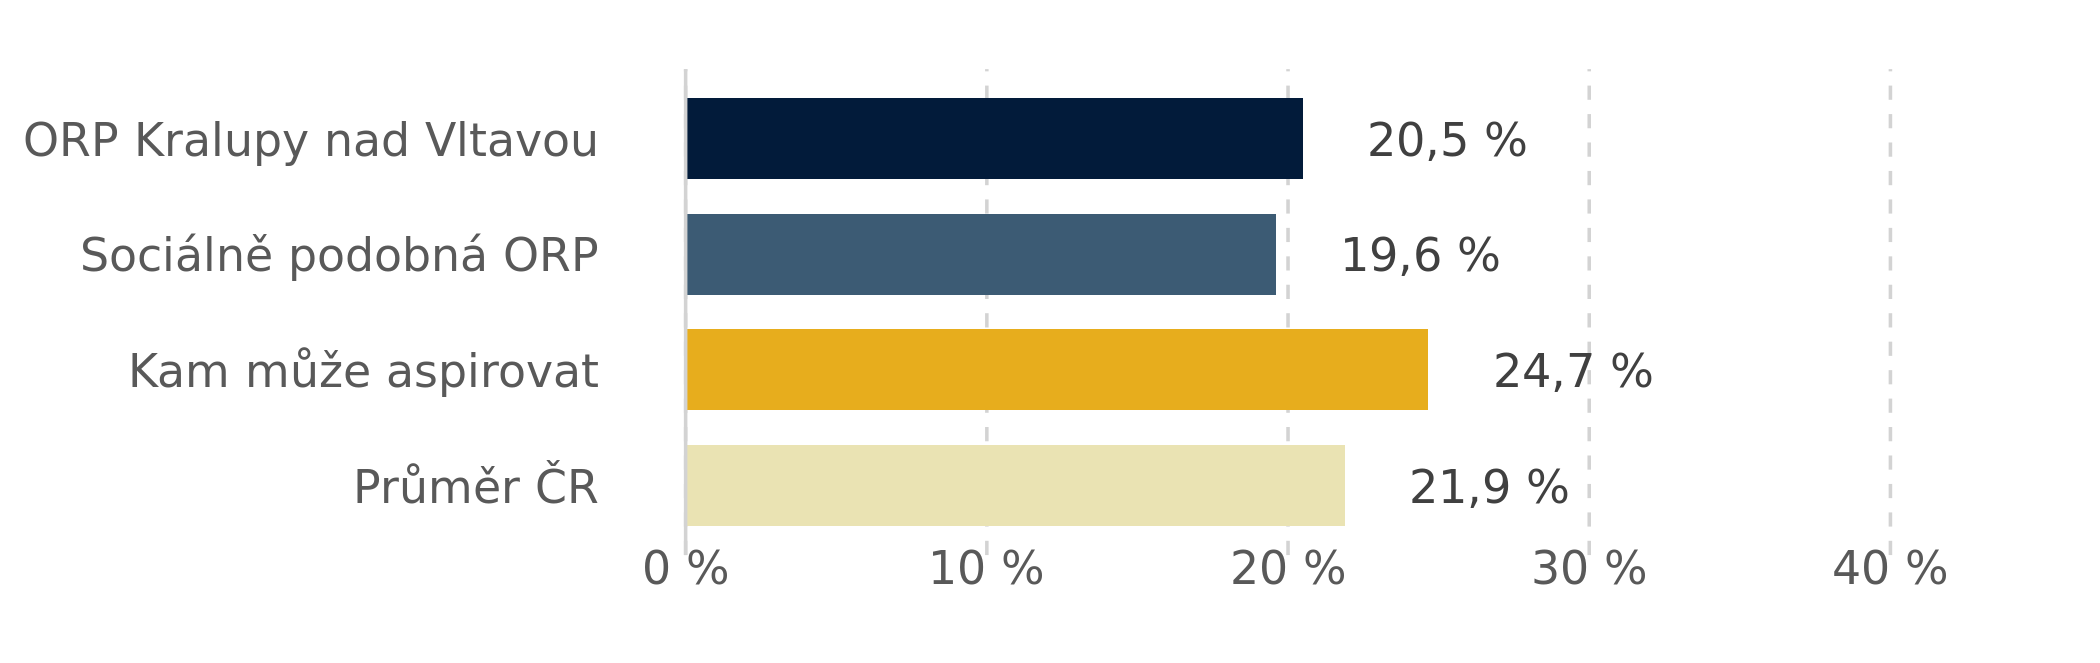 ORP Kralupy nad Vltavou 20,5 %
Sociálně podobná ORP 19,6 %
Kam může aspirovat 24,7 %
Průměr ČR 21,9 %
0 % 10 % 20 % 30 % 40 %